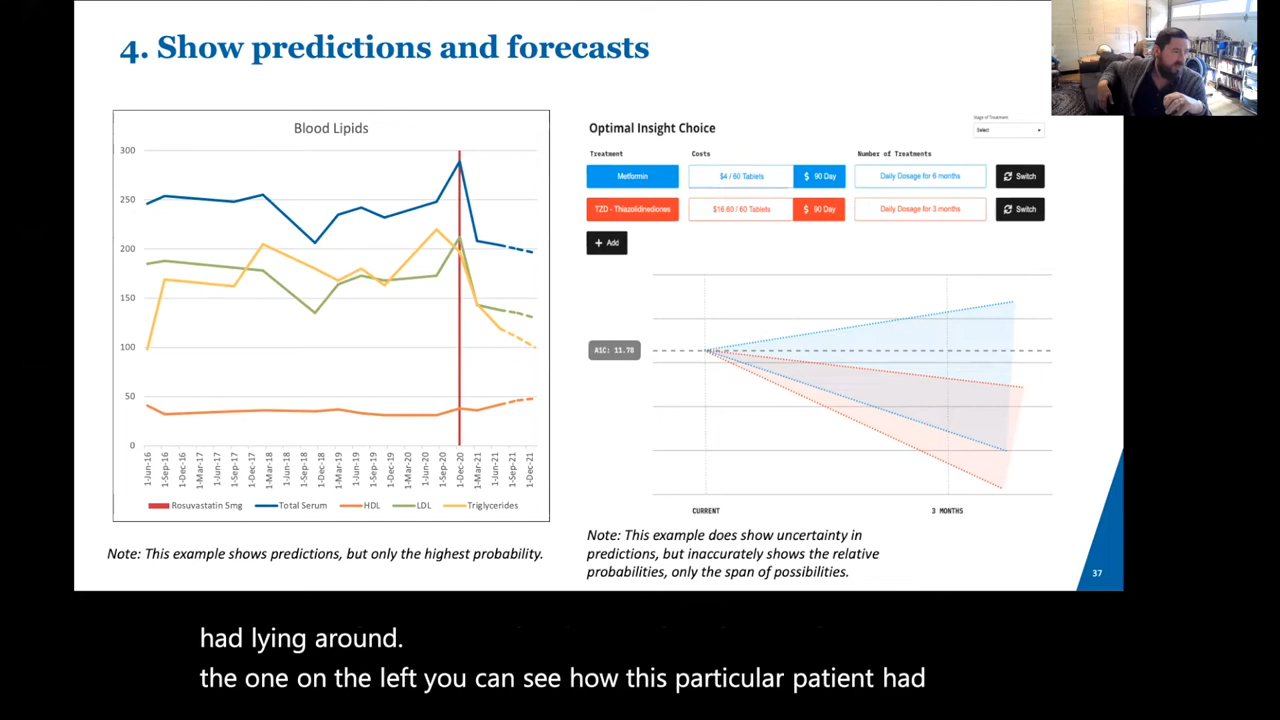 4. Show predictions and forecasts
Blood Lipids
300
250
200
150
100
50
0
1-Jun-16
1-Sep-16
1-Dec-16
1-Mar-17
1-Jun-17
1-Sep-17
1-Dec-17
1-Mar-18
1-Jun-18
1-Sep-18
1-Dec-18
1-Mar-19
1-Jun-19
1-Sep-19
1-Dec-19
1-Mar-20
1-Jun-20
1-Sep-20
1-Dec-20
1-Mar-21
1-Jun-21
1-Sep-21
1-Dec-21
Rosuvastatin 5mg Total Serum HDL LDL Triglycerides
Note: This example shows predictions, but only the highest probability.
Stage of Treatment
Optimal Insight Choice
Select
Treatment Costs Number of Treatments
Metformin $4 / 60 Tablets $ 90 Day Daily Dosage for 6 months Switch
TZD - Thiazolidinediones $16.60 / 60 Tablets $ 90 Day Daily Dosage for 3 months Switch
+ Add
A1C: 11.78
CURRENT 3 MONTHS
Note: This example does show uncertainty in
predictions, but inaccurately shows the relative
probabilities, only the span of possibilities.
37
had lying around.
the one on the left you can see how this particular patient had